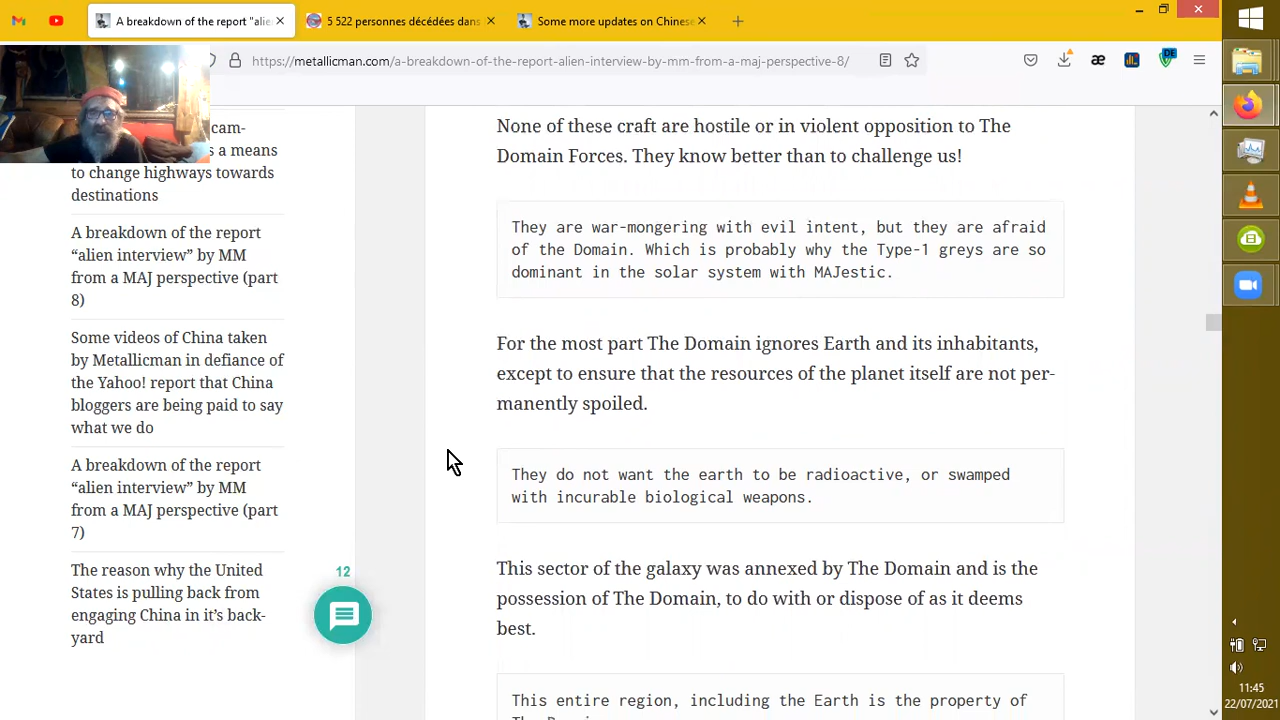 A breakdown of the report "alie
5 522 personnes décédées dans
Some more updates on Chinese
https://metallicman.com/a-breakdown-of-the-report-alien-interview-by-mm-from-a-maj-perspective-8/
DE
cam-
s a means
to change highways towards
destinations
A breakdown of the report
“alien interview” by MM
from a MAJ perspective (part
8)
Some videos of China taken
by Metallicman in defiance of
the Yahoo! report that China
bloggers are being paid to say
what we do
A breakdown of the report
“alien interview” by MM
from a MAJ perspective (part
7)
The reason why the United
States is pulling back from
engaging China in it’s back-
yard
12
None of these craft are hostile or in violent opposition to The
Domain Forces. They know better than to challenge us!
They are war-mongering with evil intent, but they are afraid
of the Domain. Which is probably why the Type-1 greys are so
dominant in the solar system with MAJestic.
For the most part The Domain ignores Earth and its inhabitants,
except to ensure that the resources of the planet itself are not per-
manently spoiled.
They do not want the earth to be radioactive, or swamped
with incurable biological weapons.
This sector of the galaxy was annexed by The Domain and is the
possession of The Domain, to do with or dispose of as it deems
best.
This entire region, including the Earth is the property of
11:45
22/07/2021